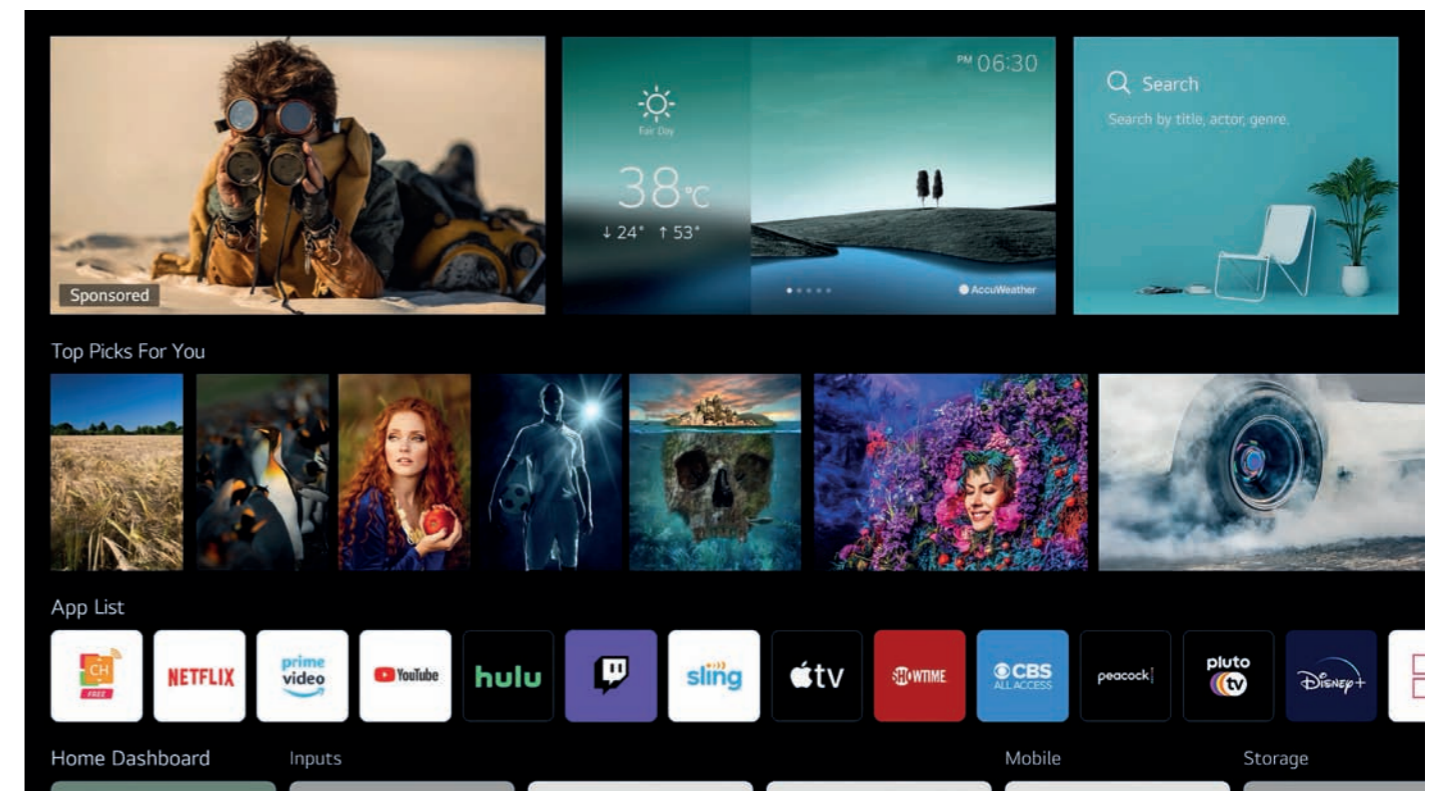 Sponsored
Fair Day
38°C
↓ 24° ↑ 53°
PM 06:30
AccuWeather
Search
Search by title, actor, genre.
Top Picks For You
App List
CH
FREE
NETFLIX
prime
video
YouTube
hulu
sling
tv
SHOWTIME
CBS
ALL ACCESS
peacock
pluto
tv
Disney+
Home Dashboard
Inputs
Mobile
Storage